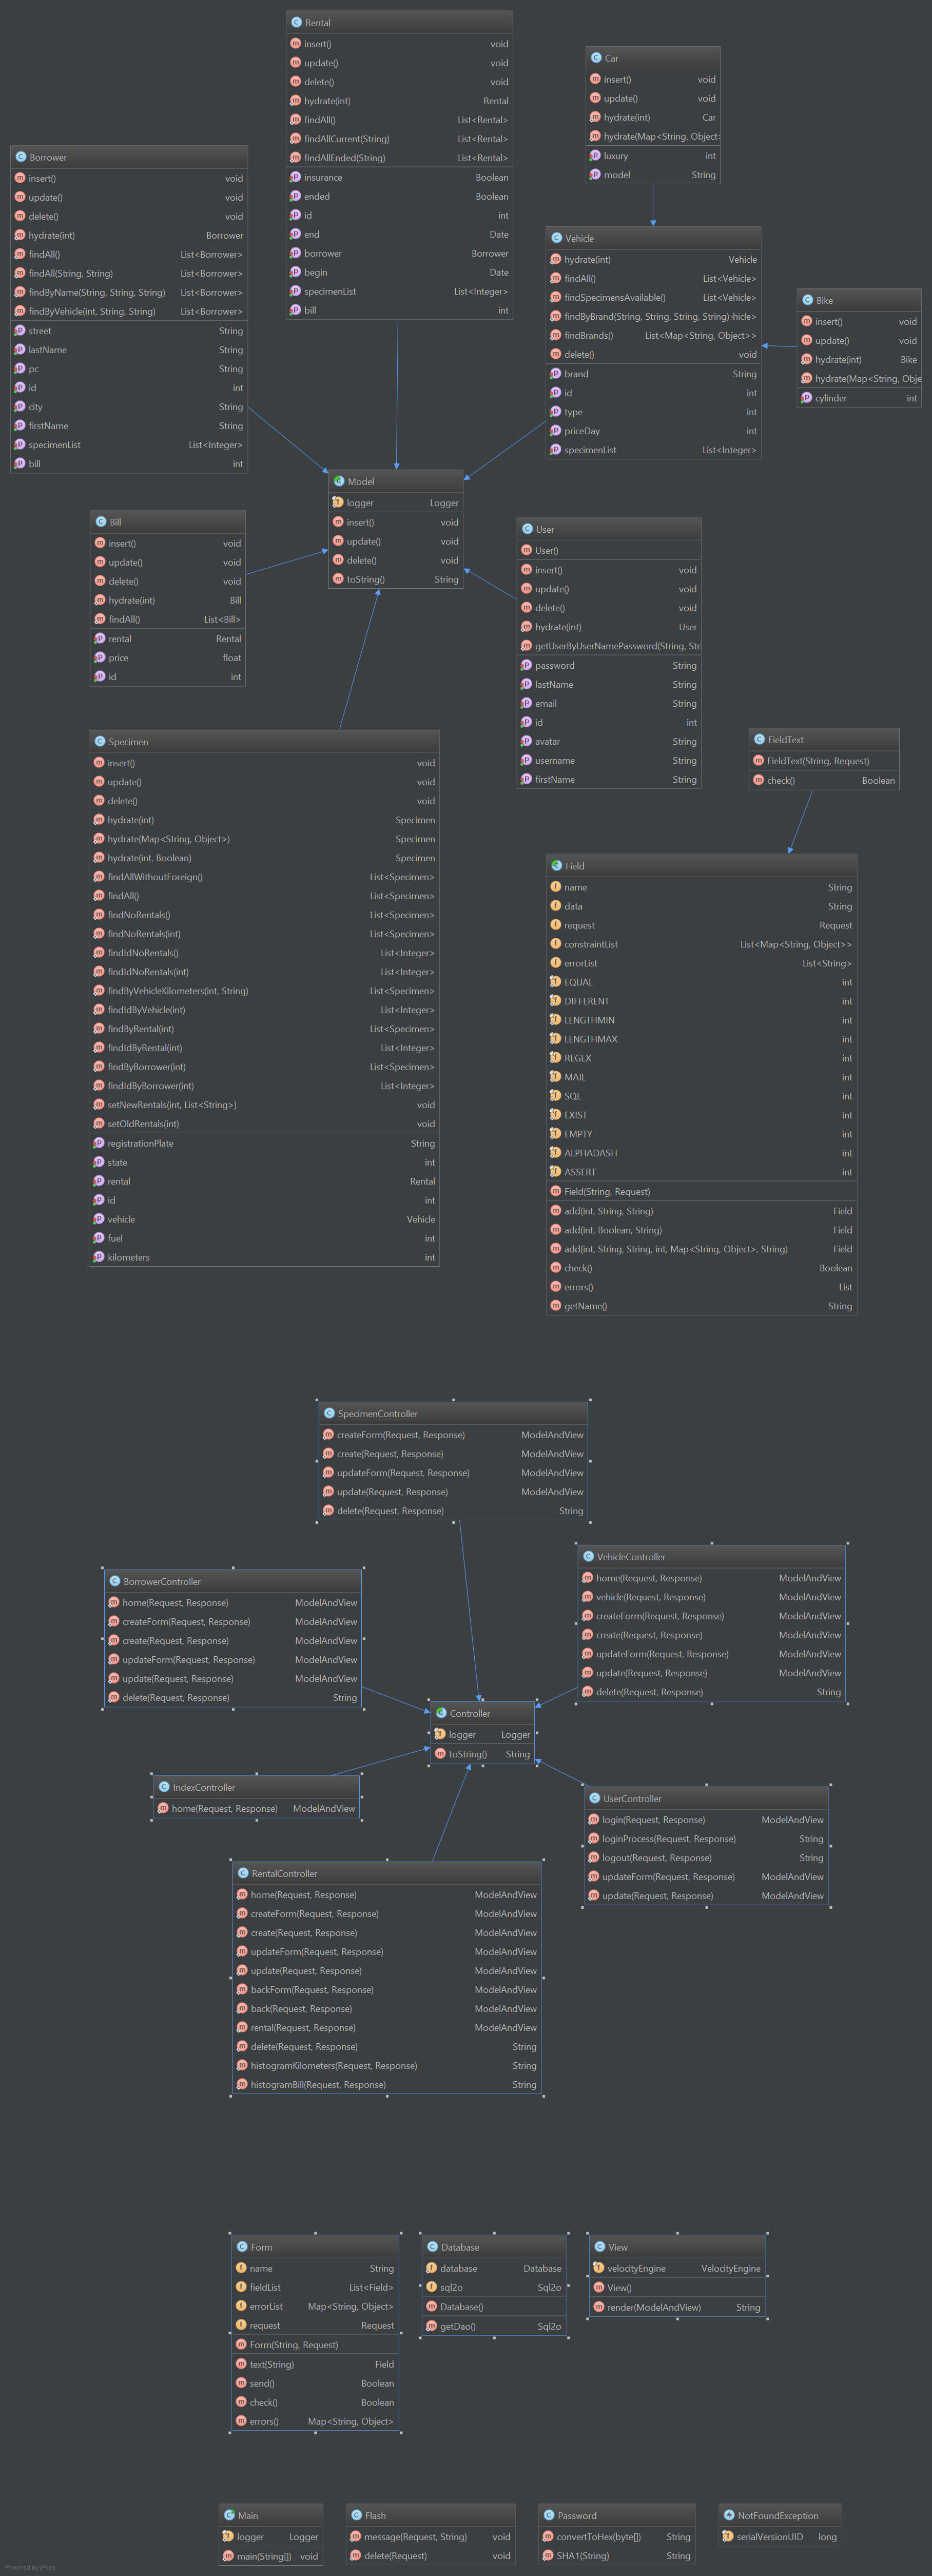 Rental
insert() void
update() void
delete() void
hydrate(int) Rental
findAll() List<Rental>
findAllCurrent(String) List<Rental>
findAllEnded(String) List<Rental>
insurance Boolean
ended Boolean
id int
end Date
borrower Borrower
begin Date
specimenList List<Integer>
bill int
Car
insert() void
update() void
hydrate(int) Car
hydrate(Map<String, Object>
luxury int
model String
Borrower
insert() void
update() void
delete() void
hydrate(int) Borrower
findAll() List<Borrower>
findAll(String, String) List<Borrower>
findByName(String, String, String) List<Borrower>
findByVehicle(int, String, String) List<Borrower>
street String
lastName String
pc String
id int
city String
firstName String
specimenList List<Integer>
bill int
Vehicle
hydrate(int) Vehicle
findAll() List<Vehicle>
findSpecimensAvailable() List<Vehicle>
findByBrand(String, String, String, String) hicle>
findBrands() List<Map<String, Object>>
delete() void
brand String
id int
type int
priceDay int
specimenList List<Integer>
Bike
insert() void
update() void
hydrate(int) Bike
hydrate(Map<String, Obje
cylinder int
Model
logger Logger
insert() void
update() void
delete() void
toString() String
Bill
insert() void
update() void
delete() void
hydrate(int) Bill
findAll() List<Bill>
rental Rental
price float
id int
User
User()
insert() void
update() void
delete() void
hydrate(int) User
getUserByUserNamePassword(String, Stri
password String
lastName String
email String
id int
avatar String
username String
firstName String
Specimen
insert() void
update() void
delete() void
hydrate(int) Specimen
hydrate(Map<String, Object>) Specimen
hydrate(int, Boolean) Specimen
findAllWithoutForeign() List<Specimen>
findAll() List<Specimen>
findNoRentals() List<Specimen>
findNoRentals(int) List<Specimen>
findIdNoRentals() List<Integer>
findIdNoRentals(int) List<Integer>
findByVehicleKilometers(int, String) List<Specimen>
findIdByVehicle(int) List<Integer>
findByRental(int) List<Specimen>
findIdByRental(int) List<Integer>
findByBorrower(int) List<Specimen>
findIdByBorrower(int) List<Integer>
setNewRentals(int, List<String>) void
setOldRentals(int) void
registrationPlate String
state int
rental Rental
id int
vehicle Vehicle
fuel int
kilometers int
FieldText
FieldText(String, Request)
check() Boolean
Field
name String
data String
request Request
constraintList List<Map<String, Object>>
errorList List<String>
EQUAL int
DIFFERENT int
LENGTHMIN int
LENGTHMAX int
REGEX int
MAIL int
SQL int
EXIST int
EMPTY int
ALPHADASH int
ASSERT int
Field(String, Request)
add(int, String, String) Field
add(int, Boolean, String) Field
add(int, String, String, int, Map<String, Object>, String) Field
check() Boolean
errors() List
getName() String
SpecimenController
createForm(Request, Response) ModelAndView
create(Request, Response) ModelAndView
updateForm(Request, Response) ModelAndView
update(Request, Response) ModelAndView
delete(Request, Response) String
BorrowerController
home(Request, Response) ModelAndView
createForm(Request, Response) ModelAndView
create(Request, Response) ModelAndView
updateForm(Request, Response) ModelAndView
update(Request, Response) ModelAndView
delete(Request, Response) String
VehicleController
home(Request, Response) ModelAndView
vehicle(Request, Response) ModelAndView
createForm(Request, Response) ModelAndView
create(Request, Response) ModelAndView
updateForm(Request, Response) ModelAndView
update(Request, Response) ModelAndView
delete(Request, Response) String
Controller
logger Logger
toString() String
IndexController
home(Request, Response) ModelAndView
UserController
login(Request, Response) ModelAndView
loginProcess(Request, Response) String
logout(Request, Response) String
updateForm(Request, Response) ModelAndView
update(Request, Response) ModelAndView
RentalController
home(Request, Response) ModelAndView
createForm(Request, Response) ModelAndView
create(Request, Response) ModelAndView
updateForm(Request, Response) ModelAndView
update(Request, Response) ModelAndView
backForm(Request, Response) ModelAndView
back(Request, Response) ModelAndView
rental(Request, Response) ModelAndView
delete(Request, Response) String
histogramKilometers(Request, Response) String
histogramBill(Request, Response) String
Form
name String
fieldList List<Field>
errorList Map<String, Object>
request Request
Form(String, Request)
text(String) Field
send() Boolean
check() Boolean
errors() Map<String, Object>
Database
database Database
sql2o Sql2o
Database()
getDao() Sql2o
View
velocityEngine VelocityEngine
View()
render(ModelAndView) String
Main
logger Logger
main(String[]) void
Flash
message(Request, String) void
delete(Request) void
Password
convertToHex(byte[]) String
SHA1(String) String
NotFoundException
serialVersionUID long
Powered by yFiles